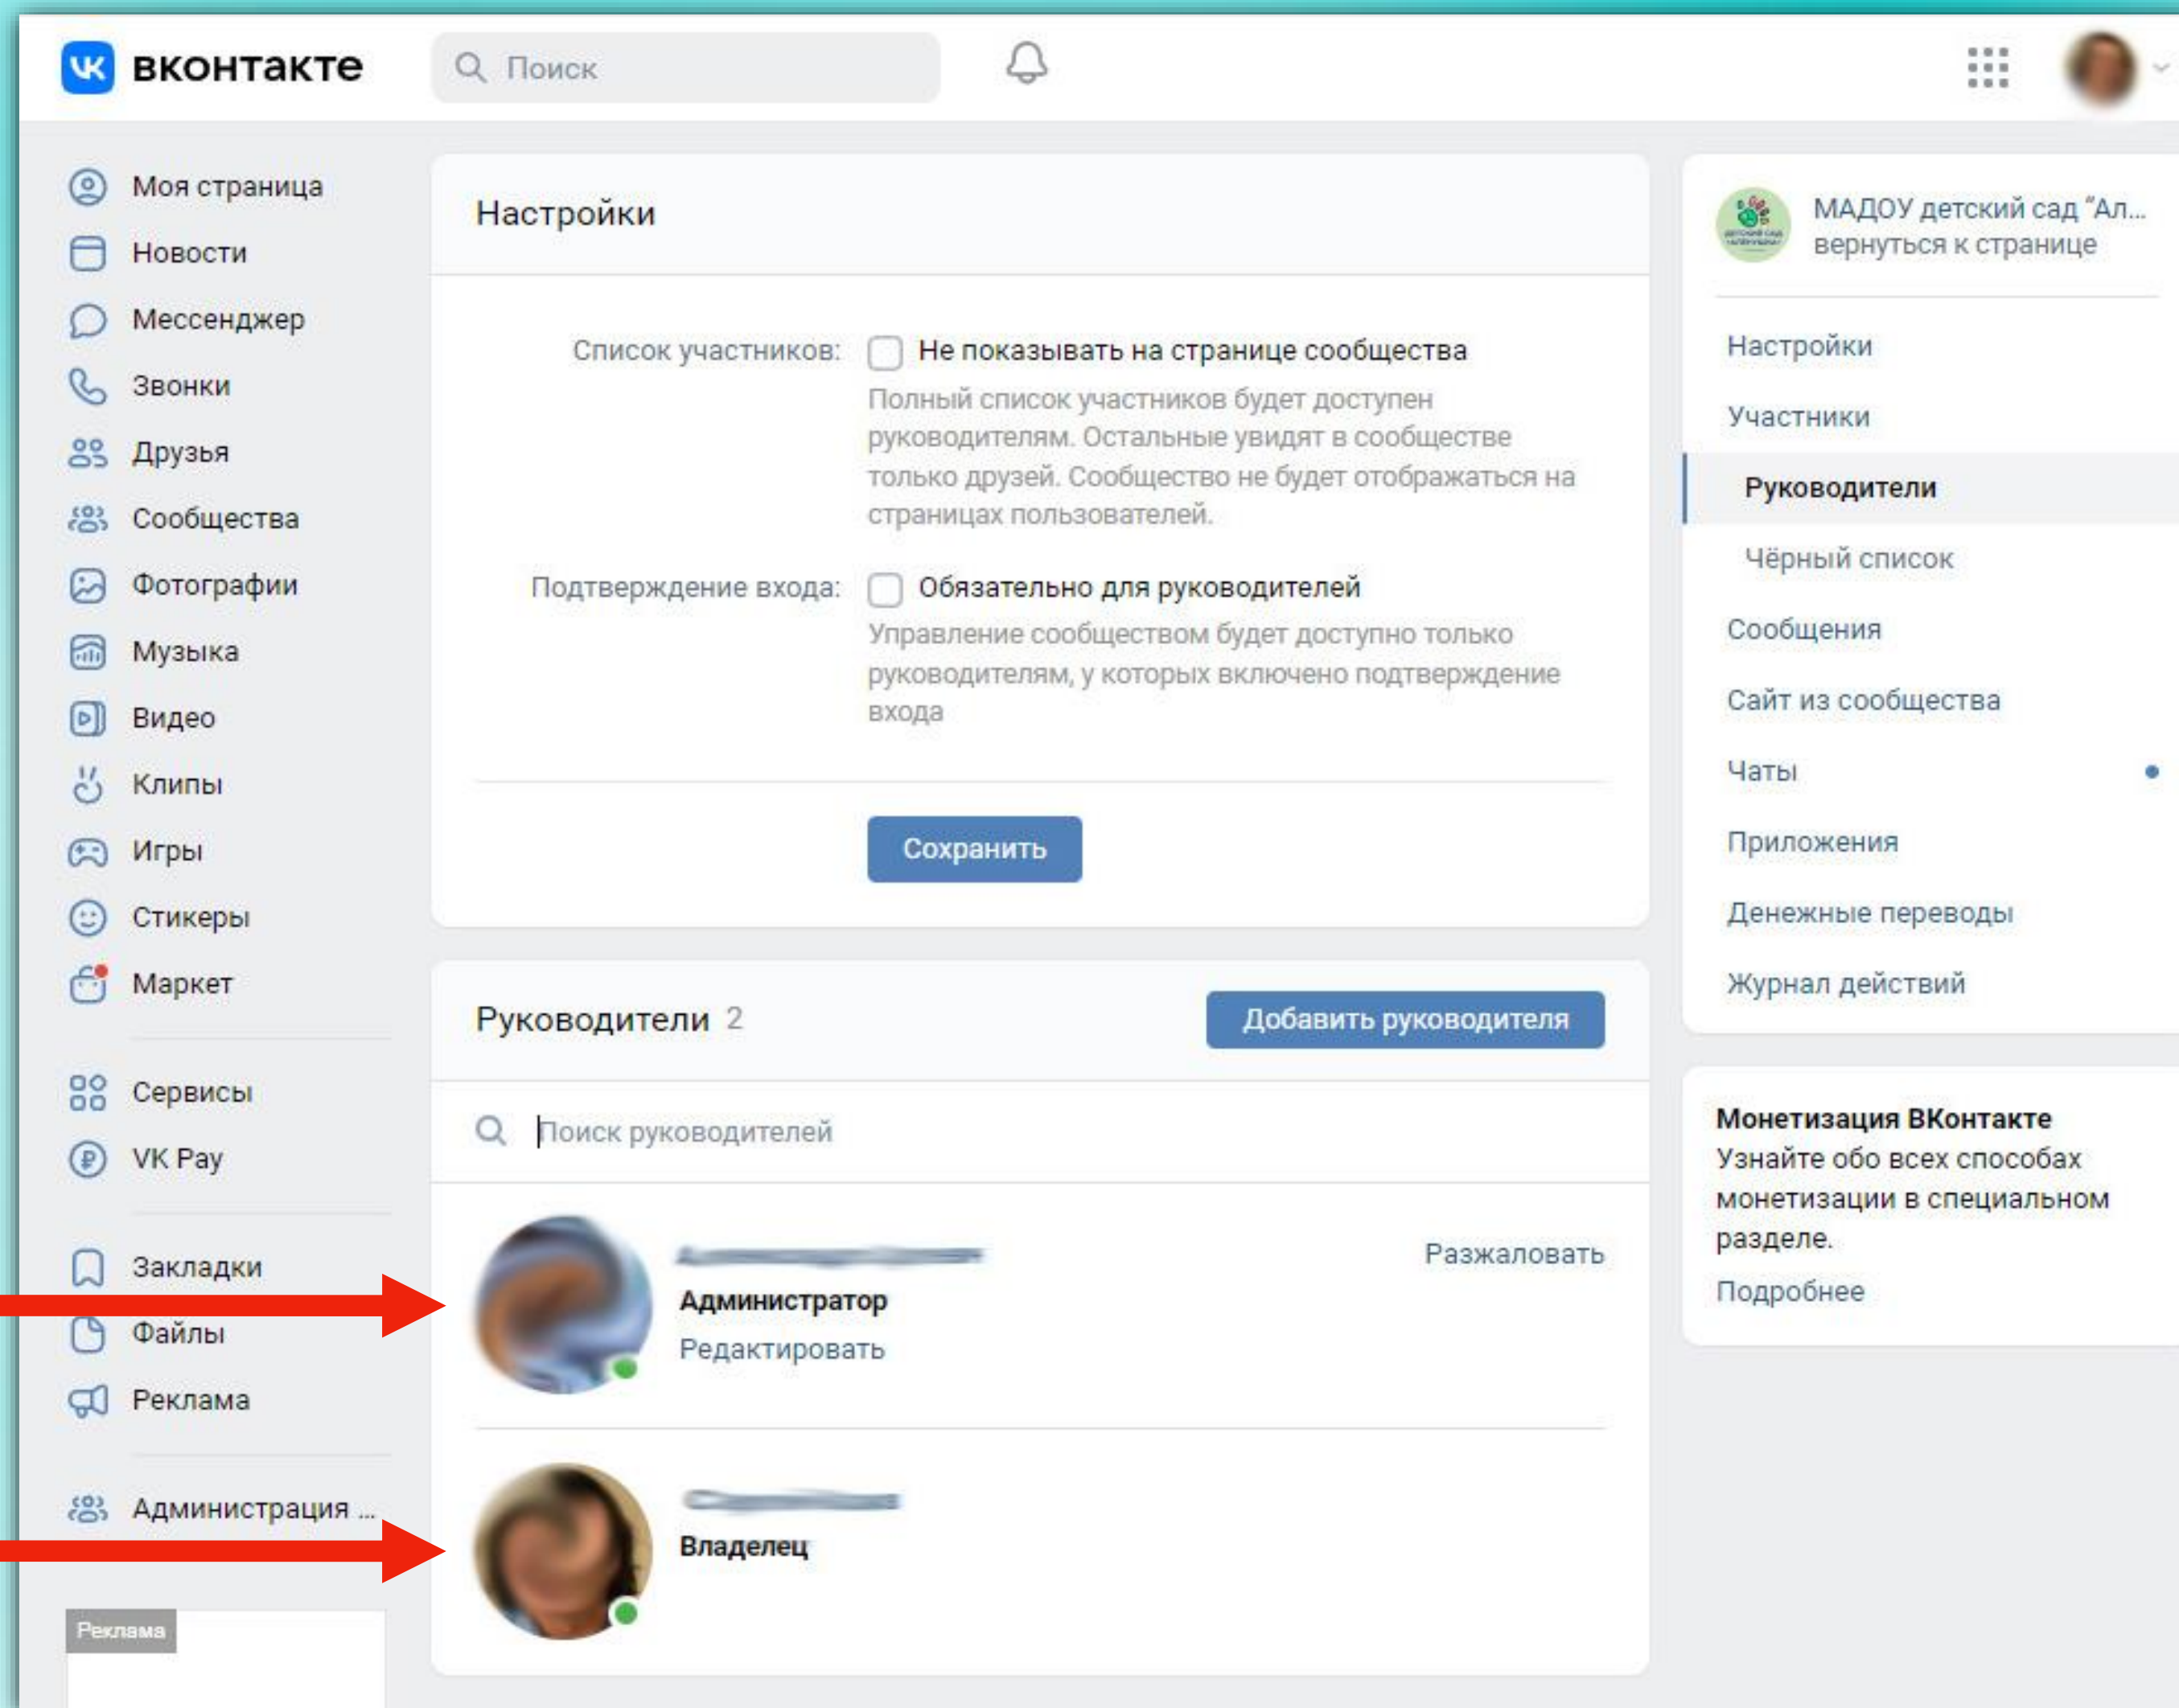 вконтакте
Поиск
Моя страница
Новости
Мессенджер
Звонки
Друзья
Сообщества
Фотографии
Музыка
Видео
Клипы
Игры
Стикеры
Маркет
Сервисы
VK Pay
Закладки
Файлы
Реклама
Администрация ...
Реклама
Настройки
Список участников:
Не показывать на странице сообщества
Полный список участников будет доступен
руководителям. Остальные увидят в сообществе
только друзей. Сообщество не будет отображаться на
страницах пользователей.
Подтверждение входа:
Обязательно для руководителей
Управление сообществом будет доступно только
руководителям, у которых включено подтверждение
входа
Сохранить
Руководители 2
Добавить руководителя
Поиск руководителей
Разжаловать
Администратор
Редактировать
Владелец
МАДОУ детский сад "Ал...
вернуться к странице
Настройки
Участники
Руководители
Чёрный список
Сообщения
Сайт из сообщества
Чаты
Приложения
Денежные переводы
Журнал действий
Монетизация ВКонтакте
Узнайте обо всех способах
монетизации в специальном
разделе.
Подробнее